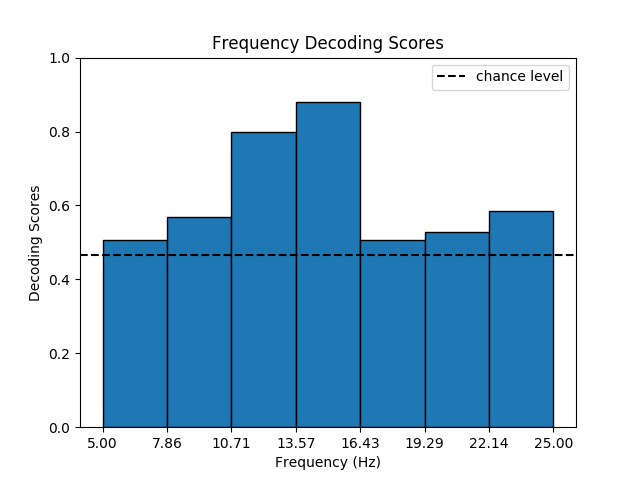 Frequency Decoding Scores
1.0
chance level
0.8
0.6
0.4
0.2
0.0
Decoding Scores
5.00 7.86 10.71 13.57 16.43 19.29 22.14 25.00
Frequency (Hz)